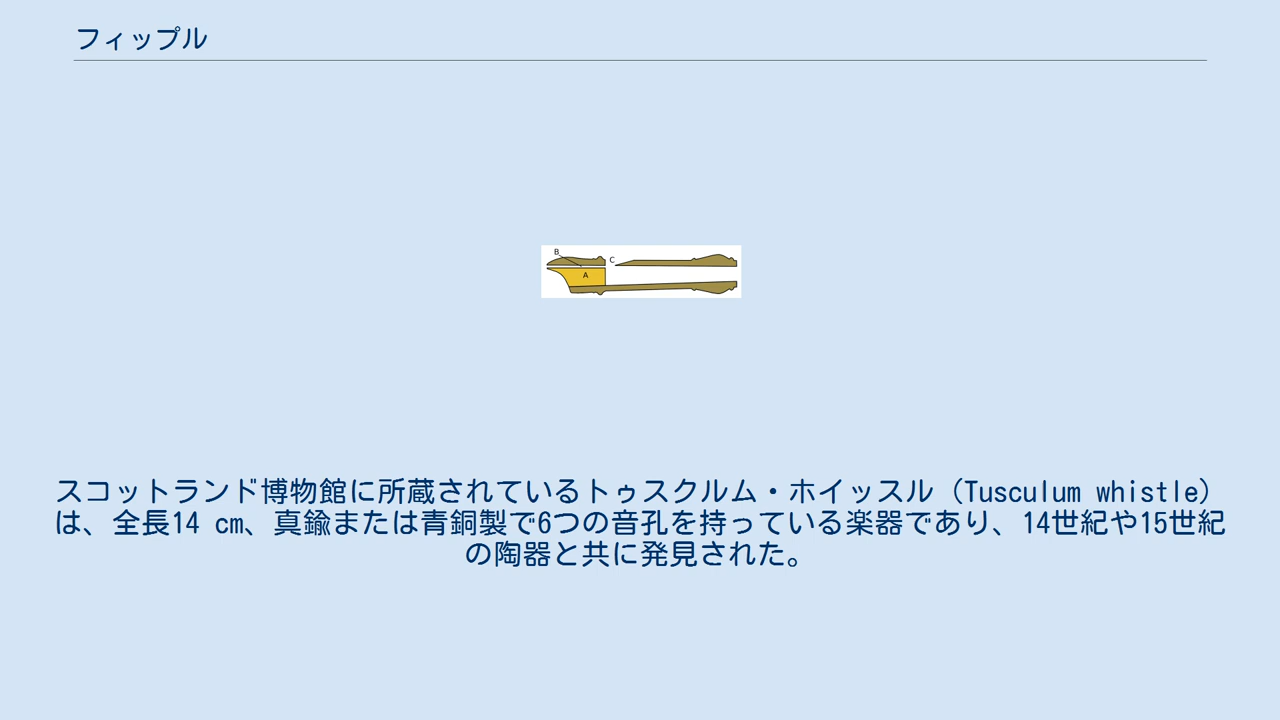 フィップル
B
C
A
スコットランド博物館に所蔵されているトゥスクルム・ホイッスル（Tusculum whistle）
は、全長14 cm、真鍮または青銅製で6つの音孔を持っている楽器であり、14世紀や15世紀
の陶器と共に発見された。